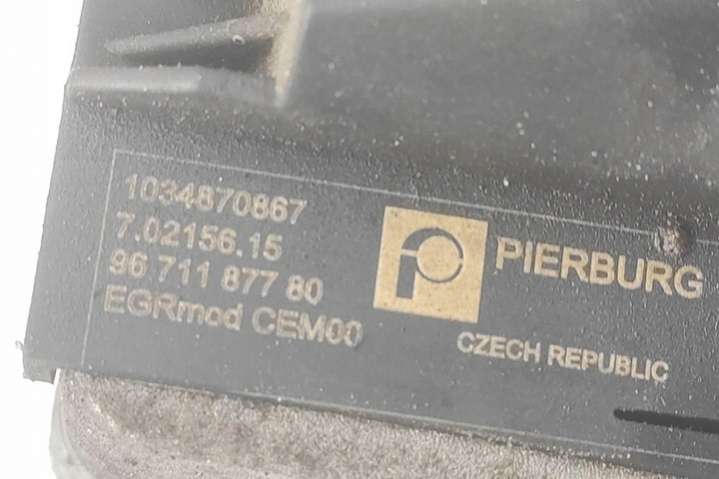 1034870867
7.02156.15
96 711 877 80
EGRmod CEM00
PIERBURG
CZECH REPUBLIC